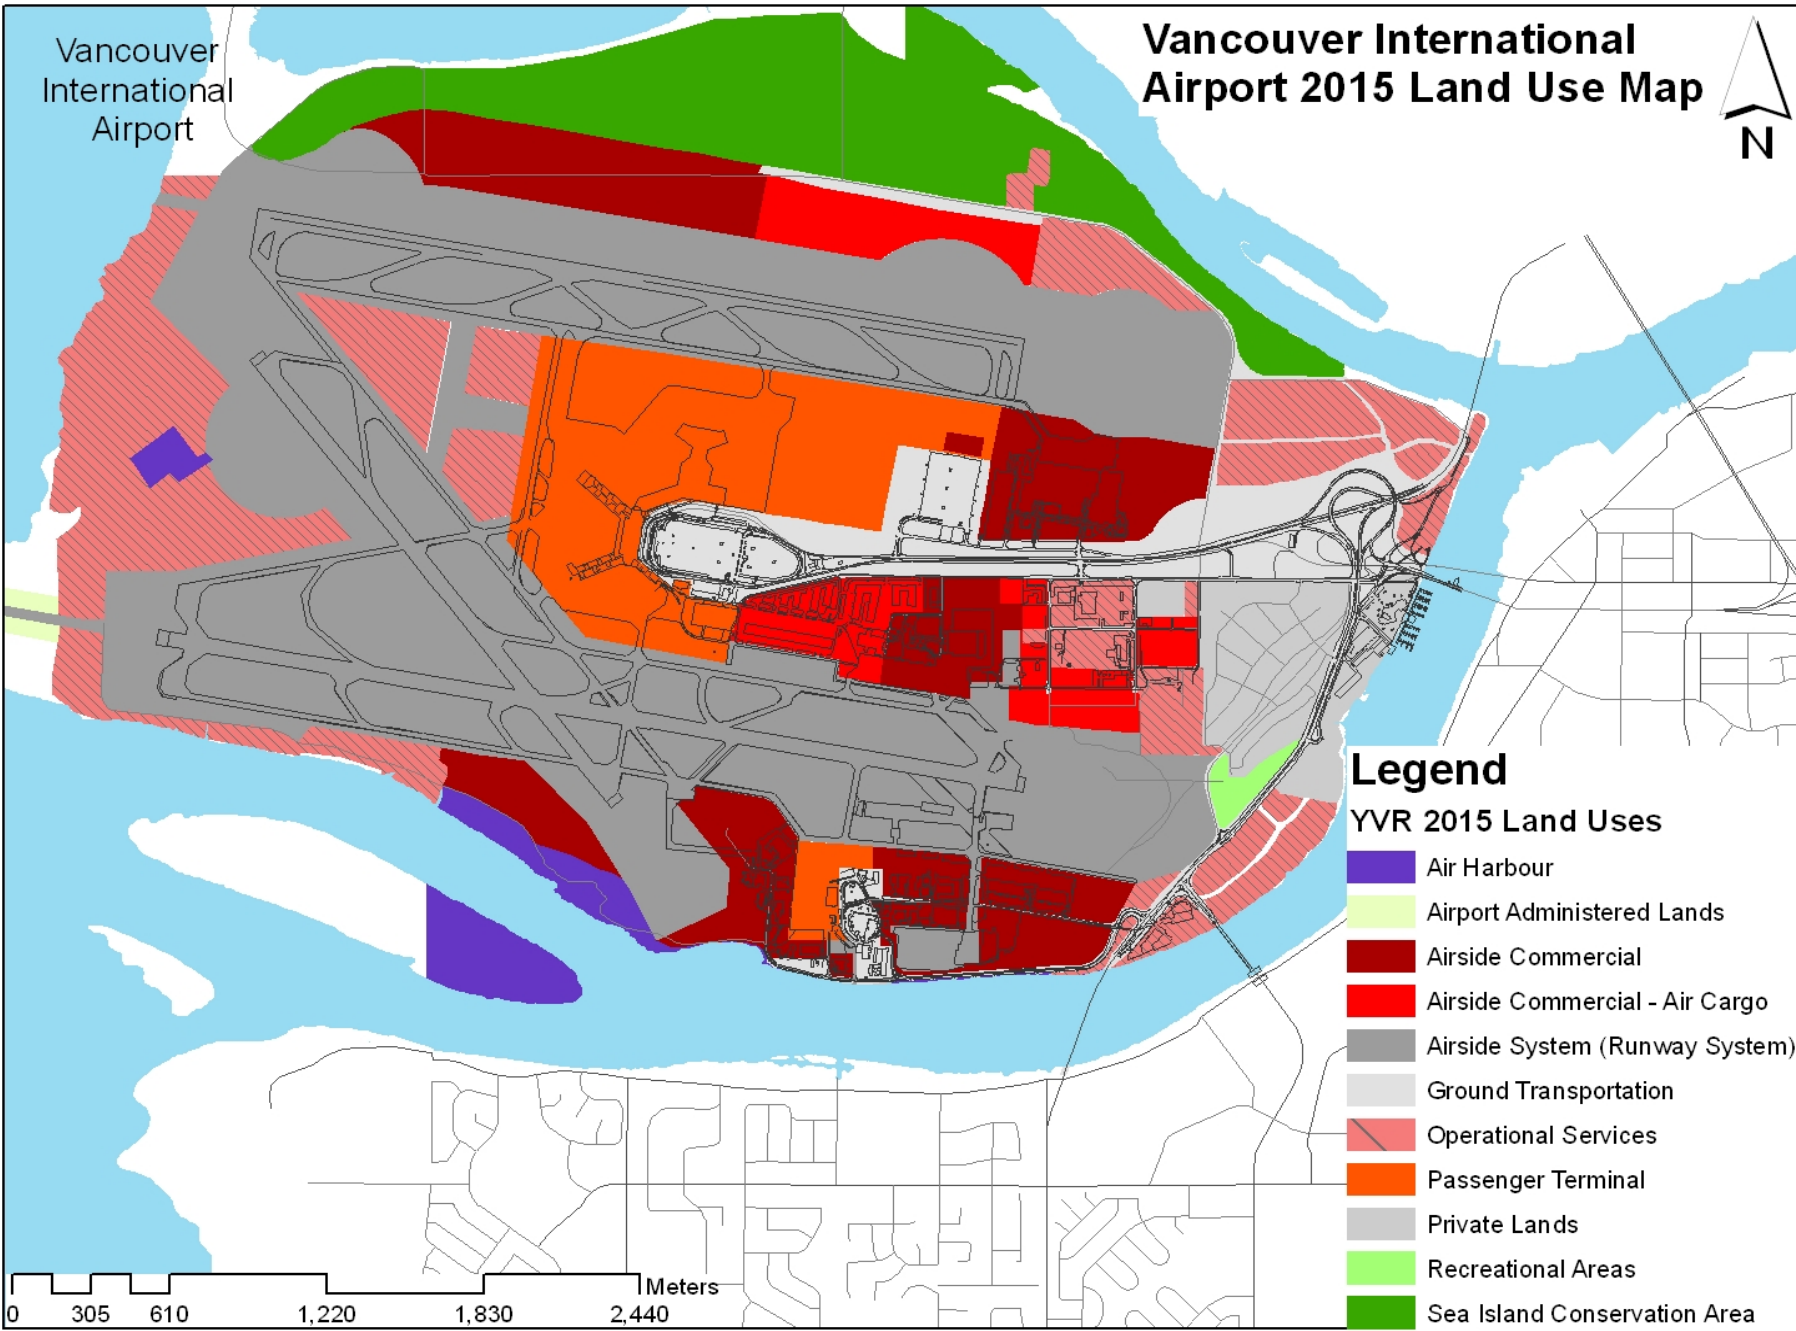 Vancouver
International
Airport
Vancouver International
Airport 2015 Land Use Map
N
Legend
YVR 2015 Land Uses
Air Harbour
Airport Administered Lands
Airside Commercial
Airside Commercial - Air Cargo
Airside System (Runway System)
Ground Transportation
Operational Services
Passenger Terminal
Private Lands
Recreational Areas
Sea Island Conservation Area
Meters
0 305 610 1,220 1,830 2,440